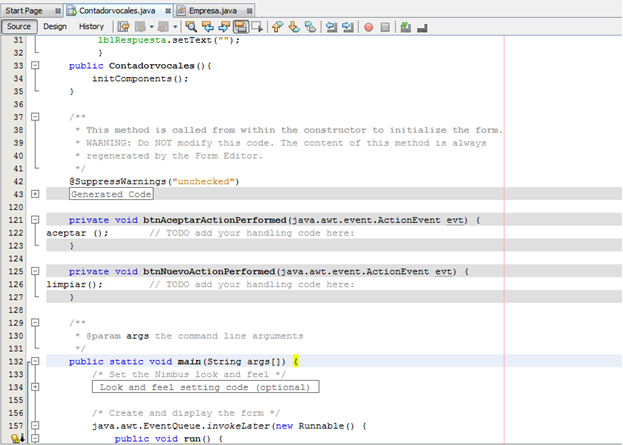 Start Page Contadorvocales.java Empresa.java
Source Design History
31 lblRespuesta.setText("");
32 }
33 public Contadorvocales(){
34 initComponents();
35 }
36
37 /**
38 * This method is called from within the constructor to initialize the form.
39 * WARNING: Do NOT modify this code. The content of this method is always
40 * regenerated by the Form Editor.
41 */
42 @SuppressWarnings("unchecked")
43 Generated Code
120
121 private void btnAceptarActionPerformed(java.awt.event.ActionEvent evt) {
122 aceptar (); // TODO add your handling code here:
123 }
124
125 private void btnNuevoActionPerformed(java.awt.event.ActionEvent evt) {
126 limpiar(); // TODO add your handling code here:
127 }
128
129 /**
130 * @param args the command line arguments
131 */
132 public static void main(String args[]) {
133 /* Set the Nimbus look and feel */
134 Look and feel setting code (optional)
155
156 /* Create and display the form */
157 java.awt.EventQueue.invokeLater(new Runnable() {
public void run() {